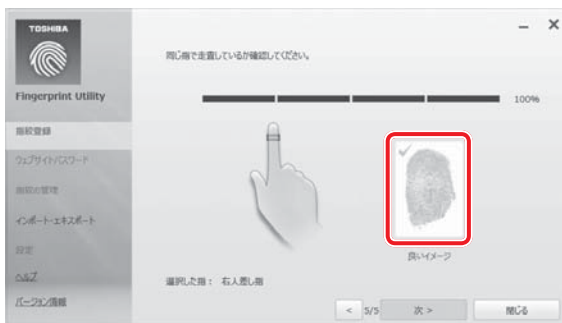 TOSHIBA
Fingerprint Utility
指紋登録
ウェブサイトパスワード
指紋の管理
インポート・エキスポート
設定
ヘルプ
バージョン情報
同じ指で走査しているか確認してください。
100%
良いイメージ
選択した指： 右人差し指
< 5/5 次 > 閉じる